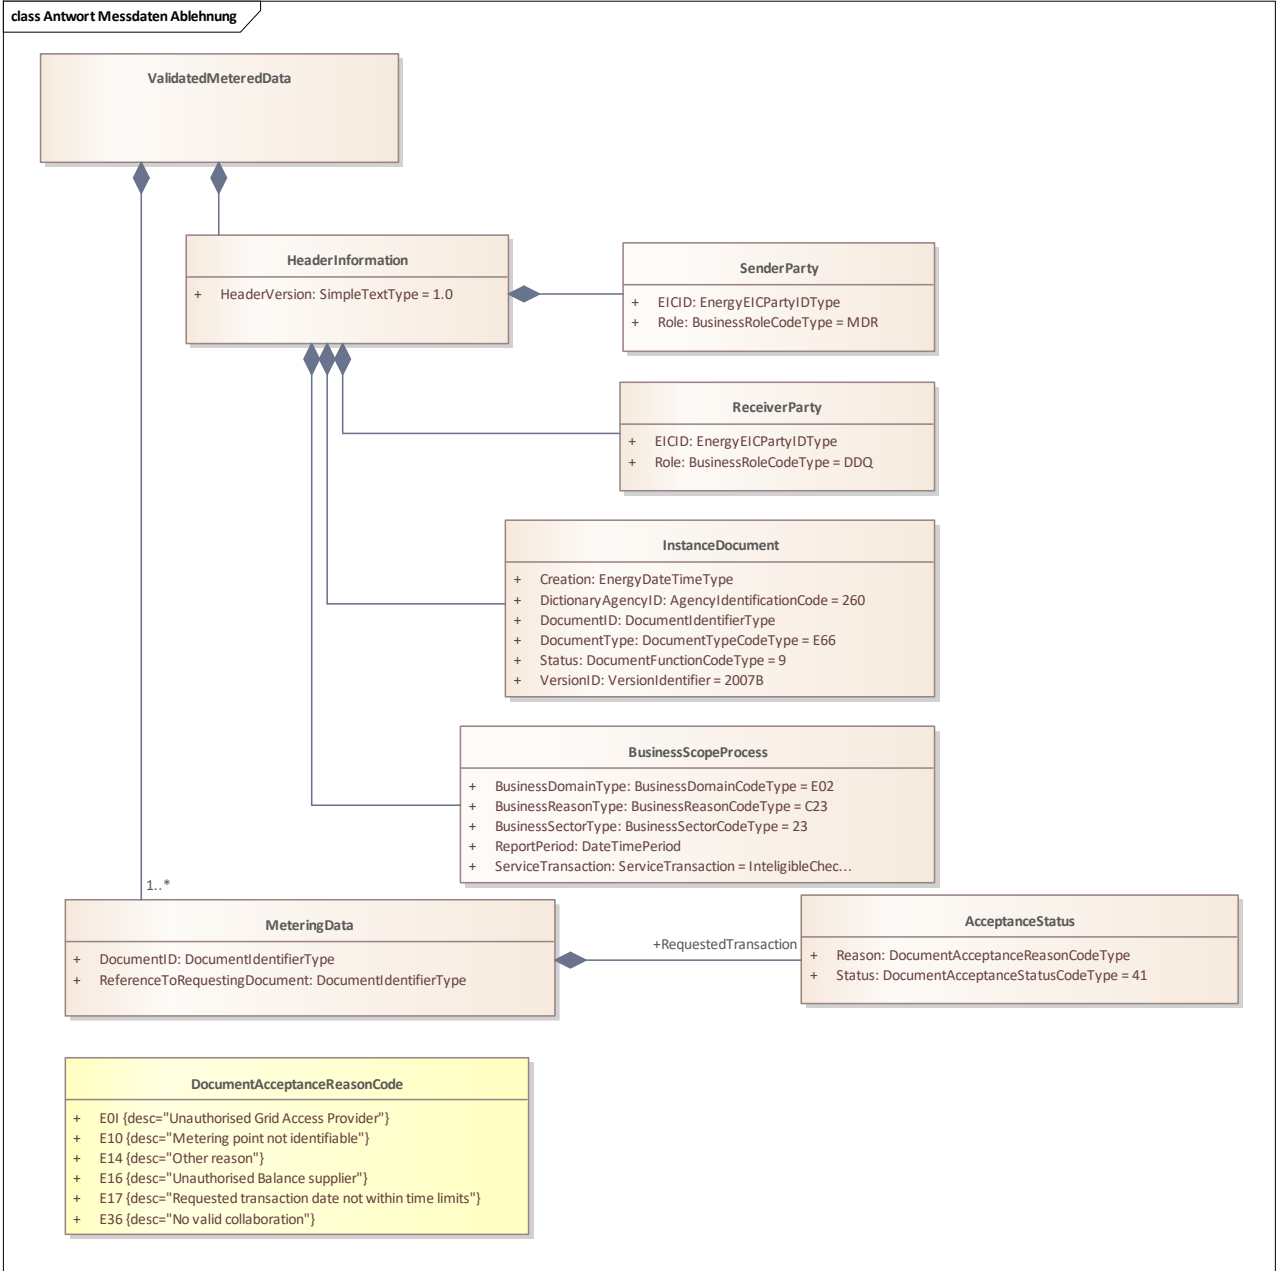 class Antwort Messdaten Ablehnung
ValidatedMeteredData
HeaderInformation
+ HeaderVersion: SimpleTextType = 1.0
SenderParty
+ EICID: EnergyEICPartyIDType
+ Role: BusinessRoleCodeType = MDR
ReceiverParty
+ EICID: EnergyEICPartyIDType
+ Role: BusinessRoleCodeType = DDQ
InstanceDocument
+ Creation: EnergyDateTimeType
+ DictionaryAgencyID: AgencyIdentificationCode = 260
+ DocumentID: DocumentIdentifierType
+ DocumentType: DocumentTypeCodeType = E66
+ Status: DocumentFunctionCodeType = 9
+ VersionID: VersionIdentifier = 2007B
BusinessScopeProcess
+ BusinessDomainType: BusinessDomainCodeType = E02
+ BusinessReasonType: BusinessReasonCodeType = C23
+ BusinessSectorType: BusinessSectorCodeType = 23
+ ReportPeriod: DateTimePeriod
+ ServiceTransaction: ServiceTransaction = InteligibleChec...
1..*
MeteringData
+ DocumentID: DocumentIdentifierType
+ ReferenceToRequestingDocument: DocumentIdentifierType
+RequestedTransaction
AcceptanceStatus
+ Reason: DocumentAcceptanceReasonCodeType
+ Status: DocumentAcceptanceStatusCodeType = 41
DocumentAcceptanceReasonCode
+ E0I {desc="Unauthorised Grid Access Provider"}
+ E10 {desc="Metering point not identifiable"}
+ E14 {desc="Other reason"}
+ E16 {desc="Unauthorised Balance supplier"}
+ E17 {desc="Requested transaction date not within time limits"}
+ E36 {desc="No valid collaboration"}